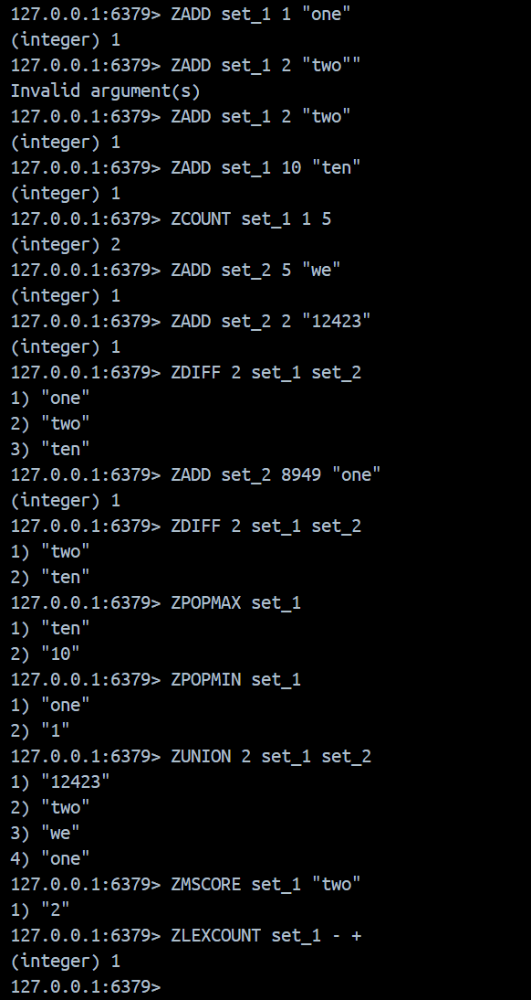 127.0.0.1:6379> ZADD set_1 1 "one"
(integer) 1
127.0.0.1:6379> ZADD set_1 2 "two""
Invalid argument(s)
127.0.0.1:6379> ZADD set_1 2 "two"
(integer) 1
127.0.0.1:6379> ZADD set_1 10 "ten"
(integer) 1
127.0.0.1:6379> ZCOUNT set_1 1 5
(integer) 2
127.0.0.1:6379> ZADD set_2 5 "we"
(integer) 1
127.0.0.1:6379> ZADD set_2 2 "12423"
(integer) 1
127.0.0.1:6379> ZDIFF 2 set_1 set_2
1) "one"
2) "two"
3) "ten"
127.0.0.1:6379> ZADD set_2 8949 "one"
(integer) 1
127.0.0.1:6379> ZDIFF 2 set_1 set_2
1) "two"
2) "ten"
127.0.0.1:6379> ZPOPMAX set_1
1) "ten"
2) "10"
127.0.0.1:6379> ZPOPMIN set_1
1) "one"
2) "1"
127.0.0.1:6379> ZUNION 2 set_1 set_2
1) "12423"
2) "two"
3) "we"
4) "one"
127.0.0.1:6379> ZMSCORE set_1 "two"
1) "2"
127.0.0.1:6379> ZLEXCOUNT set_1 - +
(integer) 1
127.0.0.1:6379>